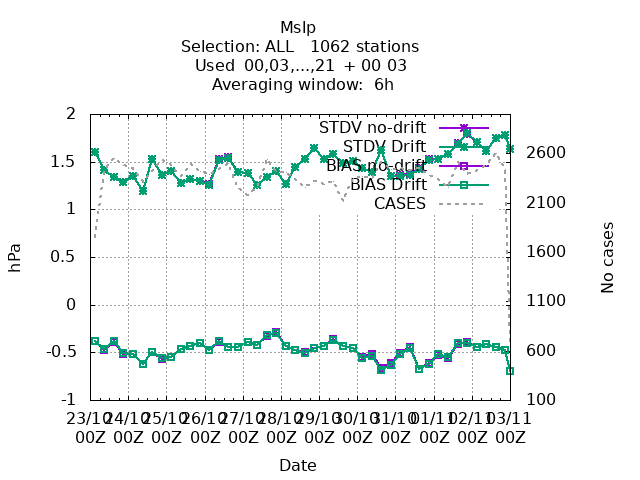 Mslp
Selection: ALL   1062 stations
Used  00,03,...,21  + 00 03
Averaging window:  6h
STDV no-drift
STDV Drift
BIAS no-drift
BIAS Drift
CASES
2
1.5
1
0.5
0
-0.5
-1
hPa
2600
2100
1600
1100
600
100
No cases
23/10 24/10 25/10 26/10 27/10 28/10 29/10 30/10 31/10 01/11 02/11 03/11
00Z 00Z 00Z 00Z 00Z 00Z 00Z 00Z 00Z 00Z 00Z 00Z
Date